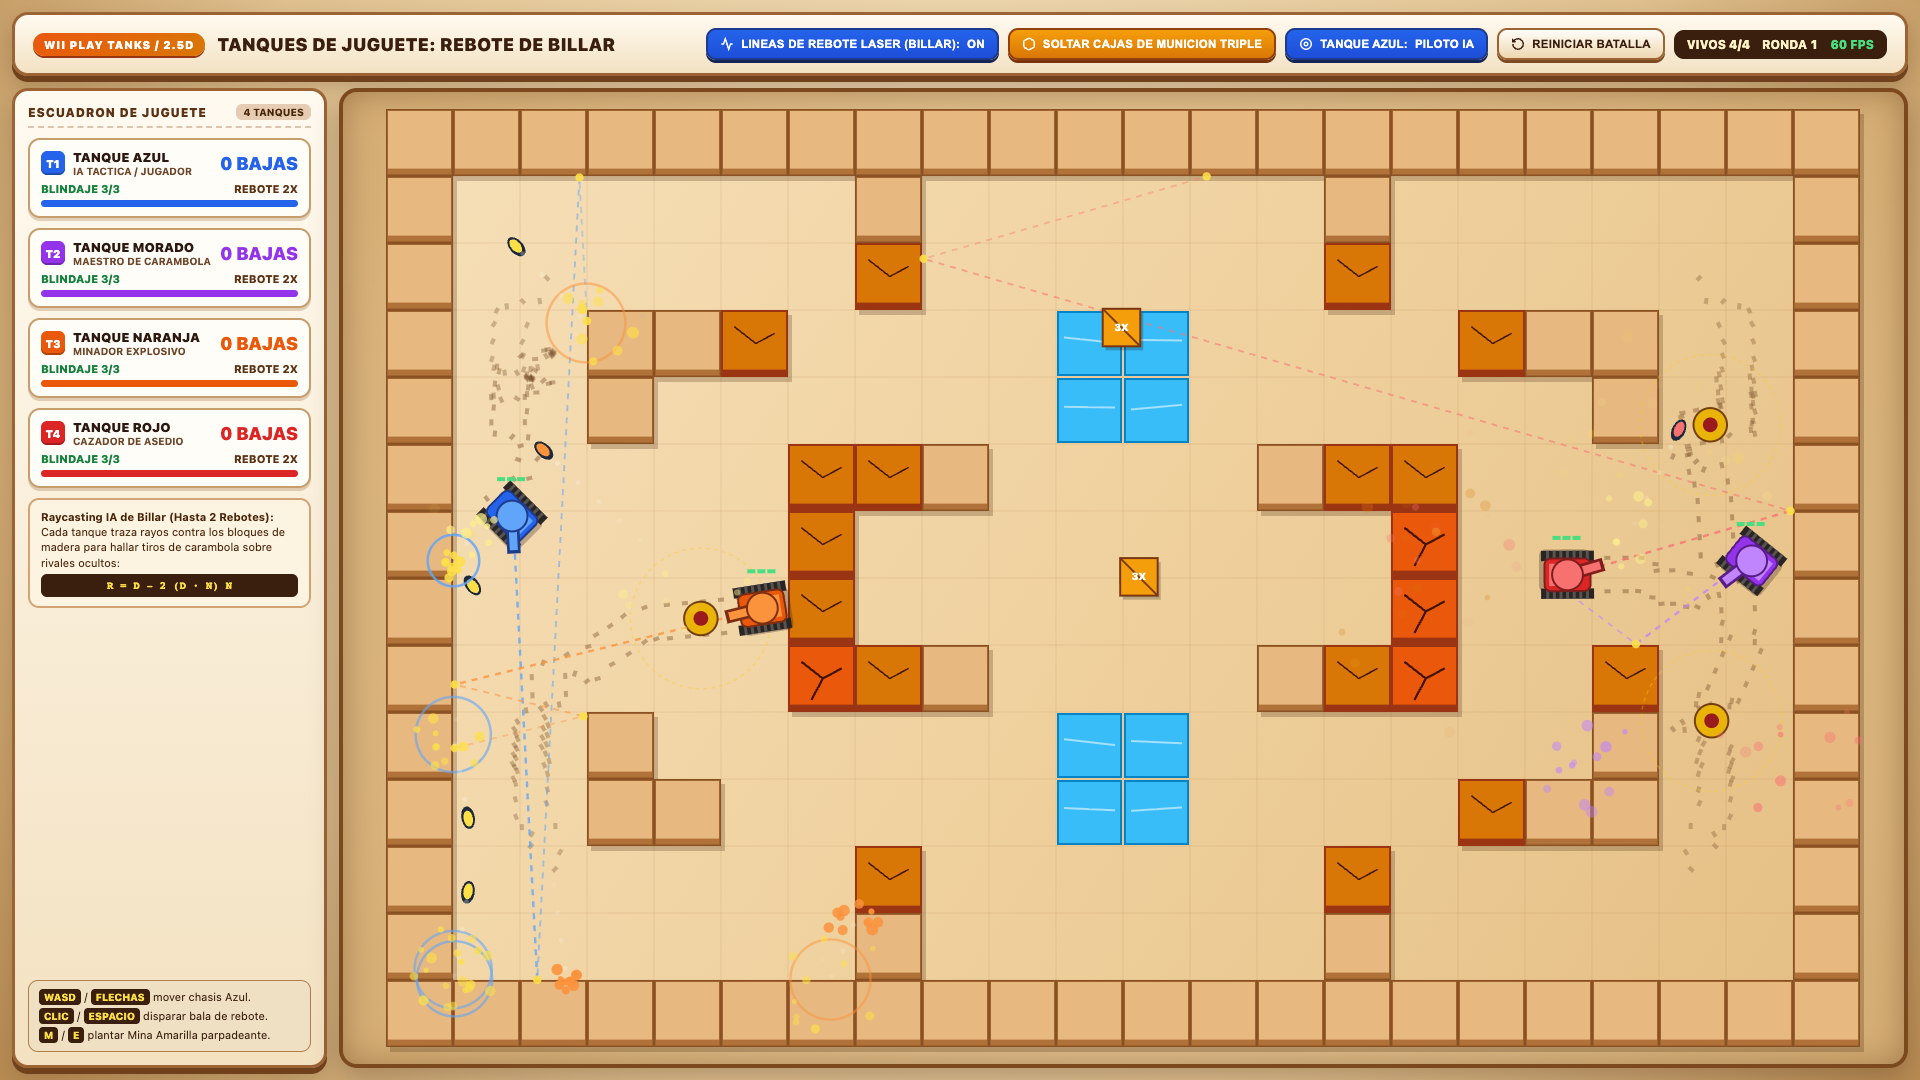 WII PLAY TANKS / 2.5D
TANQUES DE JUGUETE: REBOTE DE BILLAR
LINEAS DE REBOTE LASER (BILLAR): ON
SOLTAR CAJAS DE MUNICION TRIPLE
TANQUE AZUL: PILOTO IA
REINICIAR BATALLA
VIVOS 4/4 RONDA 1 60 FPS
ESCUADRON DE JUGUETE
4 TANQUES
T1 TANQUE AZUL 0 BAJAS
IA TACTICA / JUGADOR
BLINDAJE 3/3 REBOTE 2X
T2 TANQUE MORADO 0 BAJAS
MAESTRO DE CARAMBOLA
BLINDAJE 3/3 REBOTE 2X
T3 TANQUE NARANJA 0 BAJAS
MINADOR EXPLOSIVO
BLINDAJE 3/3 REBOTE 2X
T4 TANQUE ROJO 0 BAJAS
CAZADOR DE ASEDIO
BLINDAJE 3/3 REBOTE 2X
Raycasting IA de Billar (Hasta 2 Rebotes):
Cada tanque traza rayos contra los bloques de
madera para hallar tiros de carambola sobre
rivales ocultos:
R = D - 2 (D · N) N
WASD / FLECHAS mover chasis Azul.
CLIC / ESPACIO disparar bala de rebote.
M / E plantar Mina Amarilla parpadeante.
3X
3X